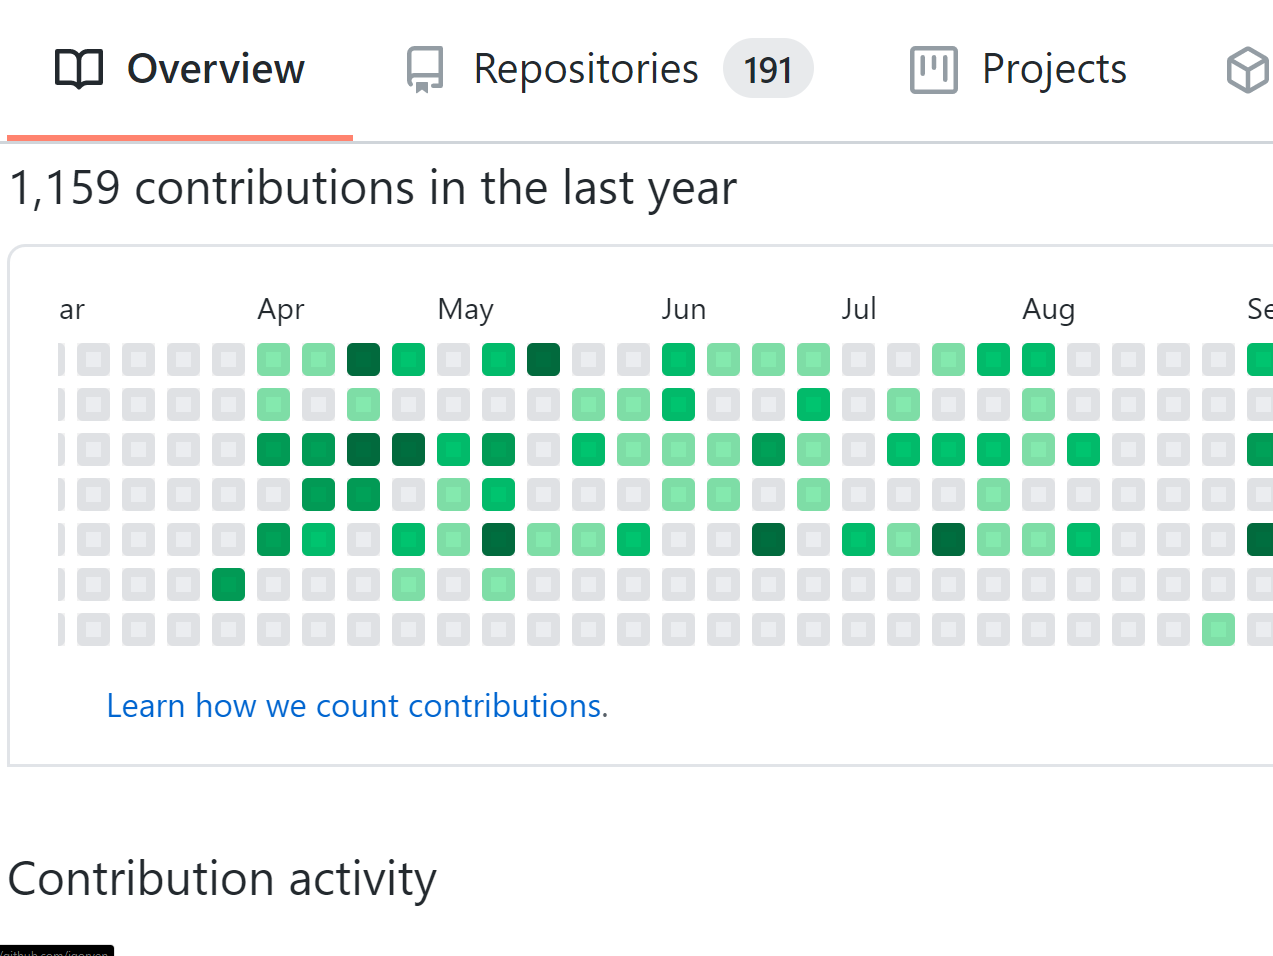 Overview Repositories 191 Projects
1,159 contributions in the last year
ar Apr May Jun Jul Aug Se
Learn how we count contributions.
Contribution activity